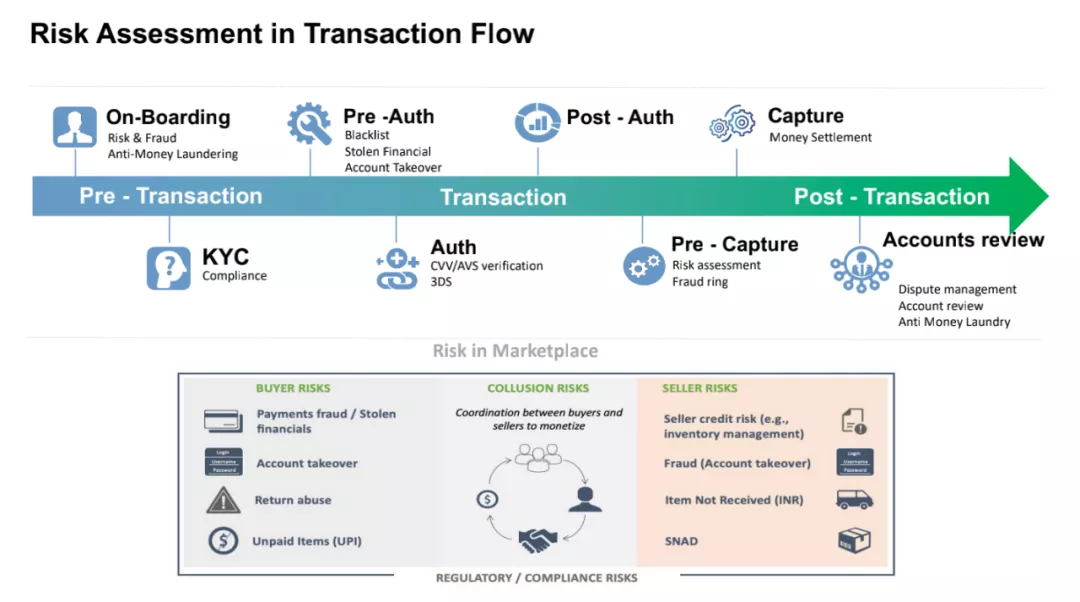 Risk Assessment in Transaction Flow
On-Boarding
Risk & Fraud
Anti-Money Laundering
Pre -Auth
Blacklist
Stolen Financial
Account Takeover
Post - Auth
Capture
Money Settlement
Pre - Transaction
Transaction
Post - Transaction
KYC
Compliance
Auth
CVV/AVS verification
3DS
Pre - Capture
Risk assessment
Fraud ring
Accounts review
Dispute management
Account review
Anti Money Laundry
Risk in Marketplace
BUYER RISKS
Payments fraud / Stolen
financials
Login
Username
Password
Account takeover
Return abuse
$
Unpaid Items (UPI)
COLLUSION RISKS
Coordination between buyers and
sellers to monetize
$
SELLER RISKS
Seller credit risk (e.g.,
inventory management)
Fraud (Account takeover)
Login
Username
Password
Item Not Received (INR)
SNAD
REGULATORY / COMPLIANCE RISKS